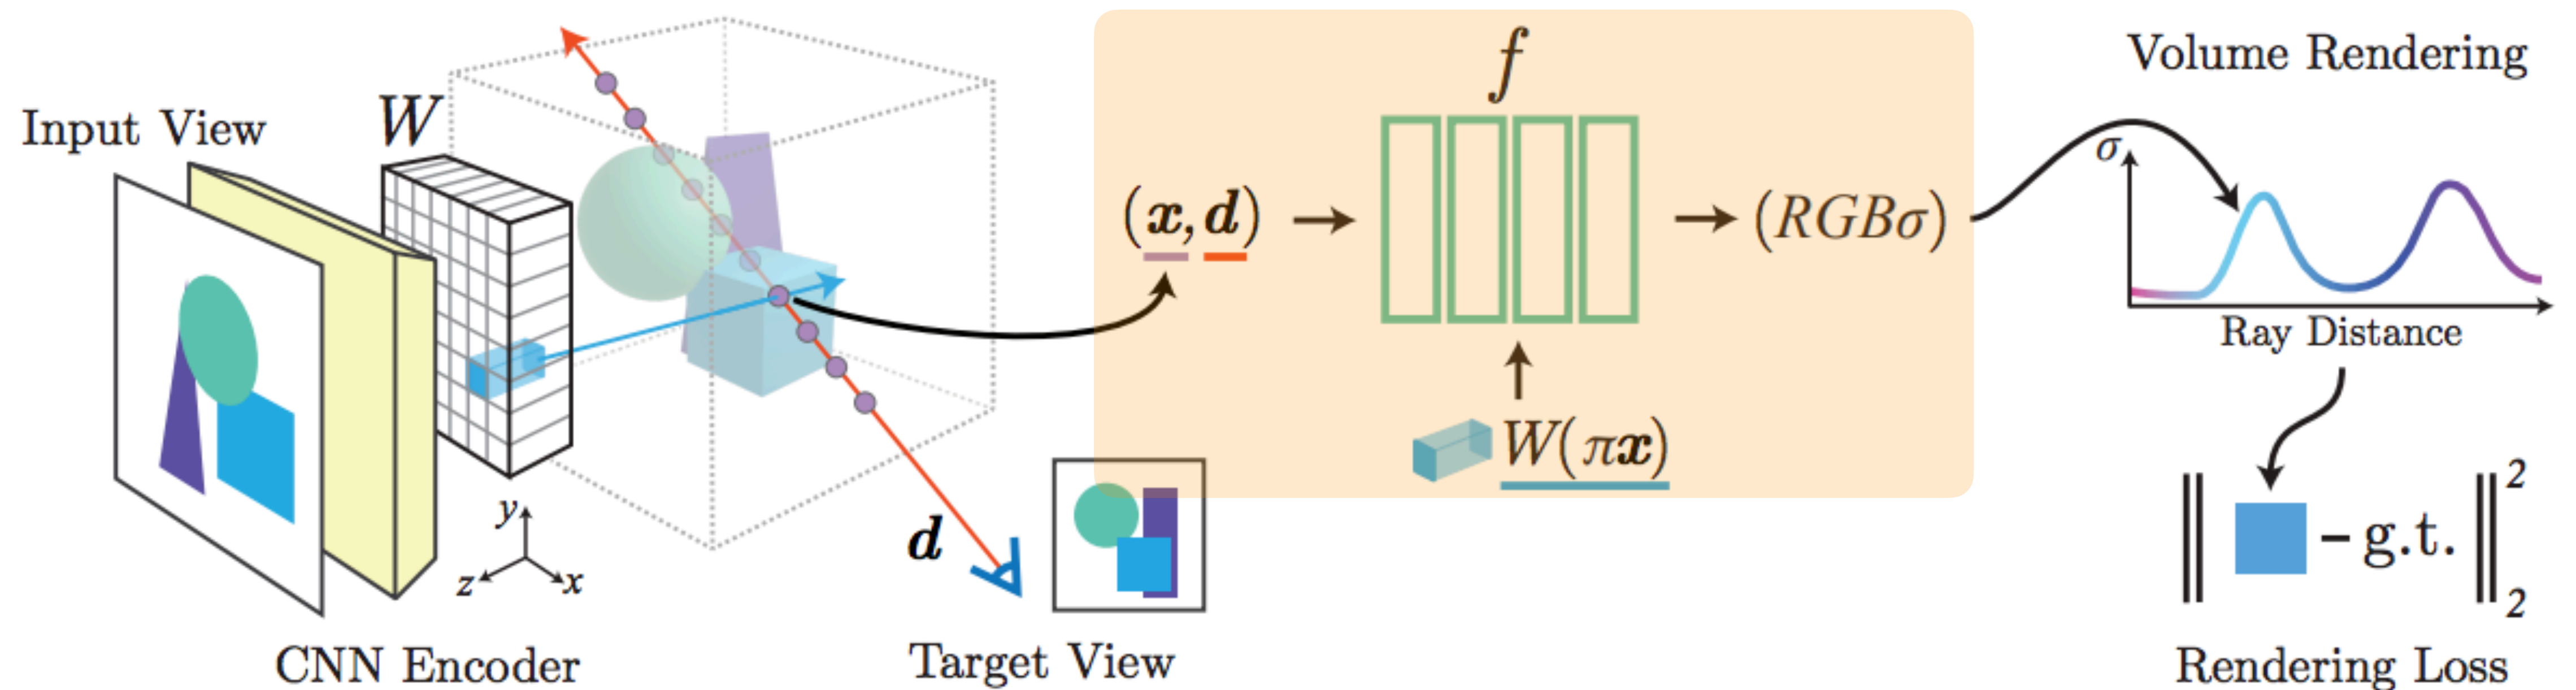 Input View
W
CNN Encoder
y
z
x
d
Target View
f
(x, d)
(RGBσ)
W(πx)
Volume Rendering
σ
Ray Distance
2
– g.t.
2
Rendering Loss